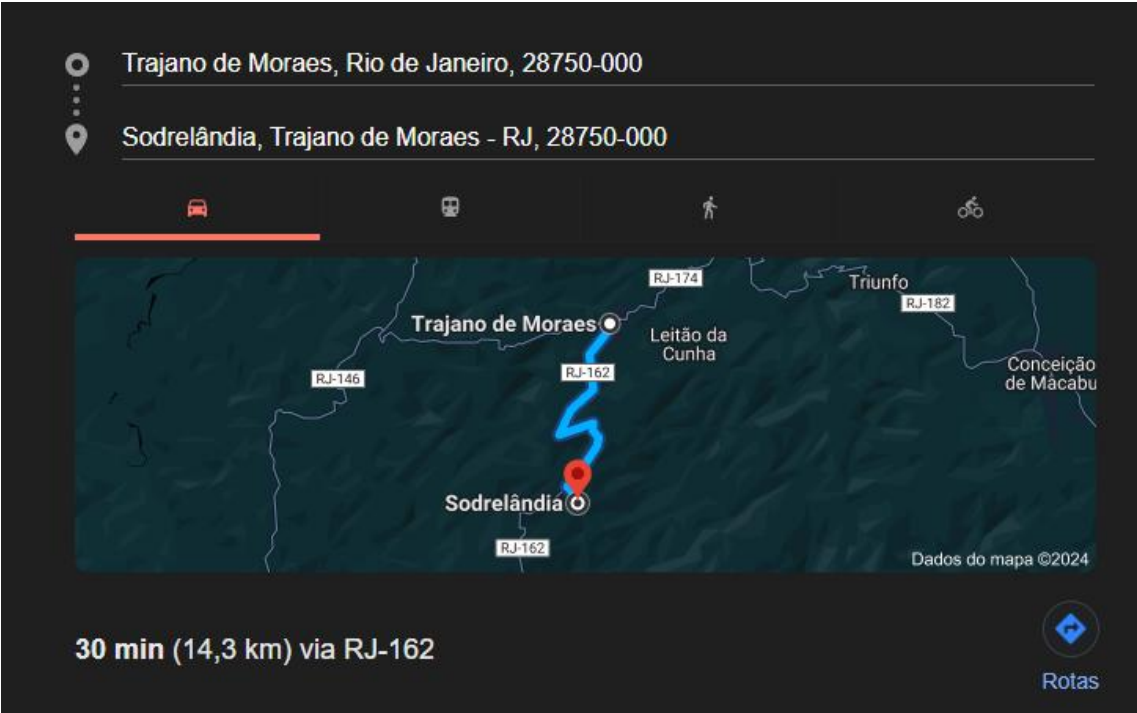 Trajano de Moraes, Rio de Janeiro, 28750-000
Sodrelândia, Trajano de Moraes - RJ, 28750-000
RJ-174
Triunfo
RJ-182
Trajano de Moraes
Leitão da
Cunha
RJ-162
Conceição
de Macabu
RJ-146
Sodrelândia
RJ-162
Dados do mapa ©2024
30 min (14,3 km) via RJ-162
Rotas